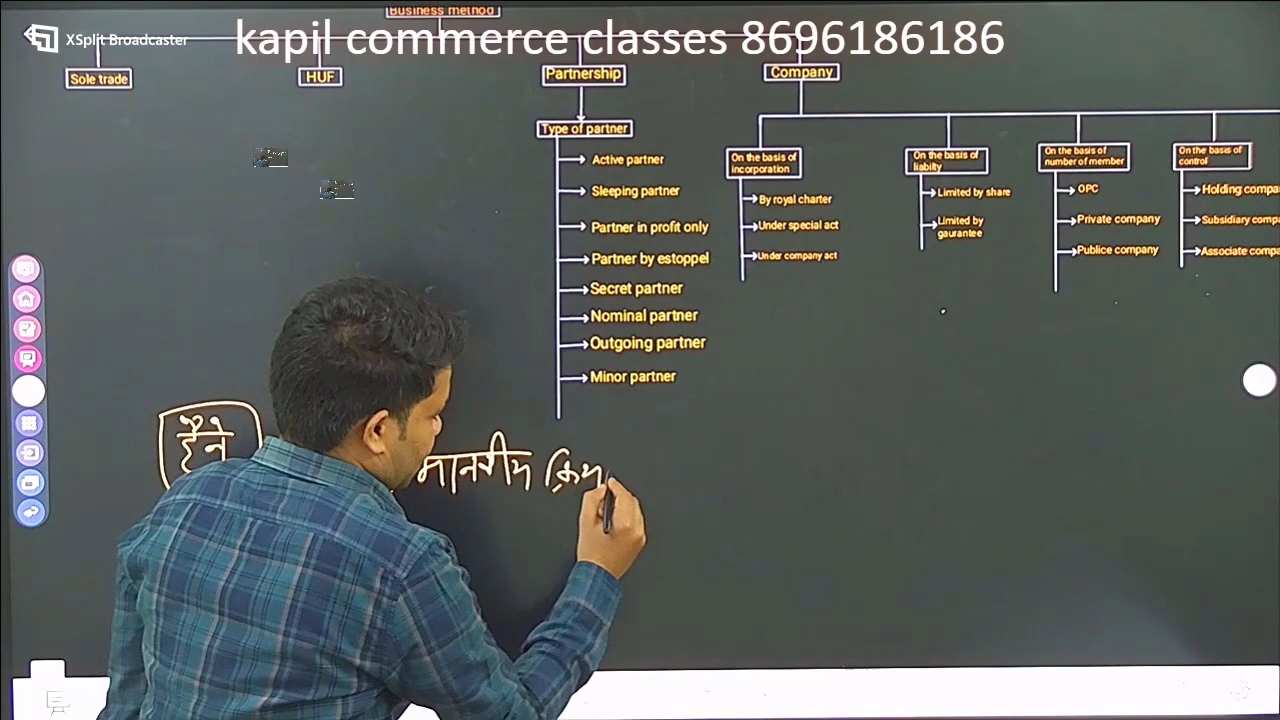 Business method
XSplit Broadcaster
kapil commerce classes 8696186186
Sole trade
HUF
Partnership
Company
Type of partner
Active partner
Sleeping partner
Partner in profit only
Partner by estoppel
Secret partner
Nominal partner
Outgoing partner
Minor partner
On the basis of
incorporation
By royal charter
Under special act
Under company act
On the basis of
liabilty
Limited by share
Limited by
gaurantee
On the basis of
number of member
OPC
Private company
Publice company
On the basis of
control
Holding compa
Subsidiary compa
Associate compa
हैने
मानवीय क्रिय